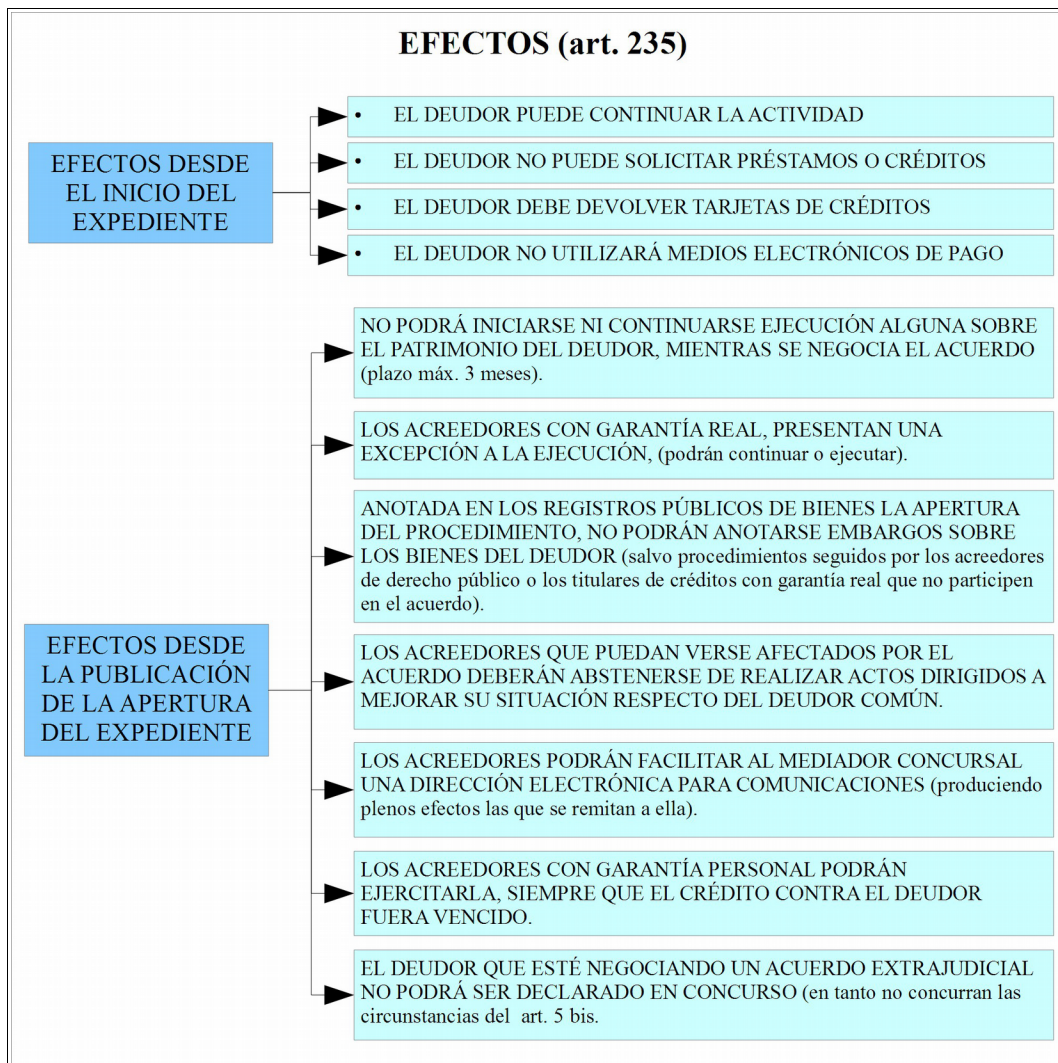 EFECTOS (art. 235)
EFECTOS DESDE
EL INICIO DEL
EXPEDIENTE
• EL DEUDOR PUEDE CONTINUAR LA ACTIVIDAD
• EL DEUDOR NO PUEDE SOLICITAR PRÉSTAMOS O CRÉDITOS
• EL DEUDOR DEBE DEVOLVER TARJETAS DE CRÉDITOS
• EL DEUDOR NO UTILIZARÁ MEDIOS ELECTRÓNICOS DE PAGO
EFECTOS DESDE
LA PUBLICACIÓN
DE LA APERTURA
DEL EXPEDIENTE
NO PODRÁ INICIARSE NI CONTINUARSE EJECUCIÓN ALGUNA SOBRE
EL PATRIMONIO DEL DEUDOR, MIENTRAS SE NEGOCIA EL ACUERDO
(plazo máx. 3 meses).
LOS ACREEDORES CON GARANTÍA REAL, PRESENTAN UNA
EXCEPCIÓN A LA EJECUCIÓN, (podrán continuar o ejecutar).
ANOTADA EN LOS REGISTROS PÚBLICOS DE BIENES LA APERTURA
DEL PROCEDIMIENTO, NO PODRÁN ANOTARSE EMBARGOS SOBRE
LOS BIENES DEL DEUDOR (salvo procedimientos seguidos por los acreedores
de derecho público o los titulares de créditos con garantía real que no participen
en el acuerdo).
LOS ACREEDORES QUE PUEDAN VERSE AFECTADOS POR EL
ACUERDO DEBERÁN ABSTENERSE DE REALIZAR ACTOS DIRIGIDOS A
MEJORAR SU SITUACIÓN RESPECTO DEL DEUDOR COMÚN.
LOS ACREEDORES PODRÁN FACILITAR AL MEDIADOR CONCURSAL
UNA DIRECCIÓN ELECTRÓNICA PARA COMUNICACIONES (produciendo
plenos efectos las que se remitan a ella).
LOS ACREEDORES CON GARANTÍA PERSONAL PODRÁN
EJERCITARLA, SIEMPRE QUE EL CRÉDITO CONTRA EL DEUDOR
FUERA VENCIDO.
EL DEUDOR QUE ESTÉ NEGOCIANDO UN ACUERDO EXTRAJUDICIAL
NO PODRÁ SER DECLARADO EN CONCURSO (en tanto no concurran las
circunstancias del art. 5 bis.